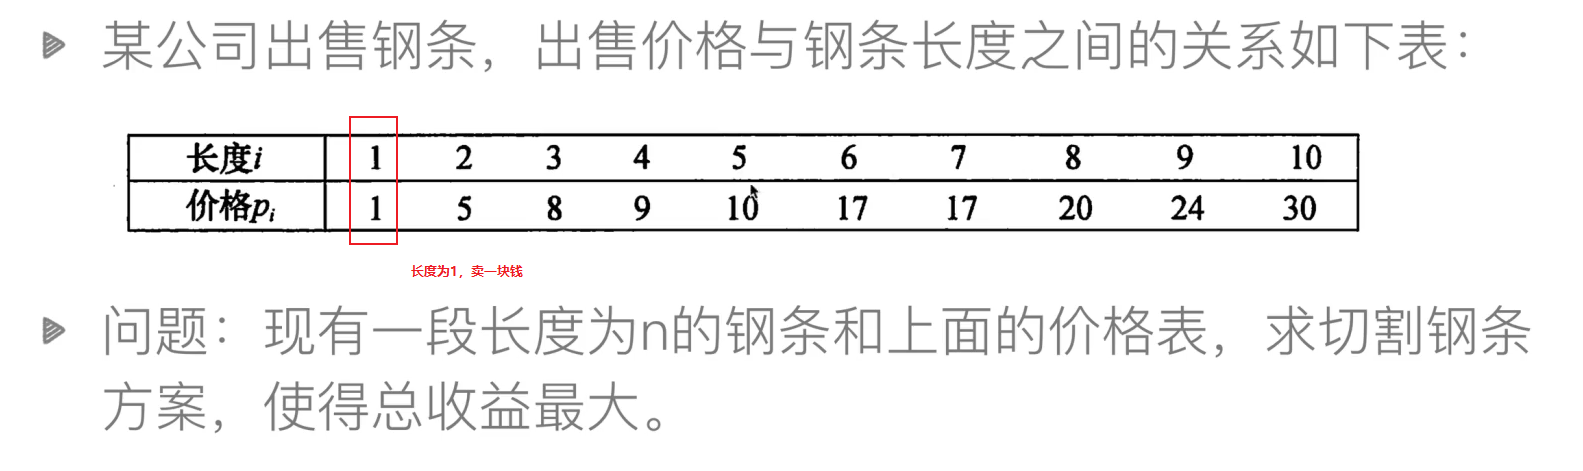 某公司出售钢条，出售价格与钢条长度之间的关系如下表：
长度i 1 2 3 4 5 6 7 8 9 10
价格pi 1 5 8 9 10 17 17 20 24 30
长度为1，卖一块钱
问题：现有一段长度为n的钢条和上面的价格表，求切割钢条
方案，使得总收益最大。